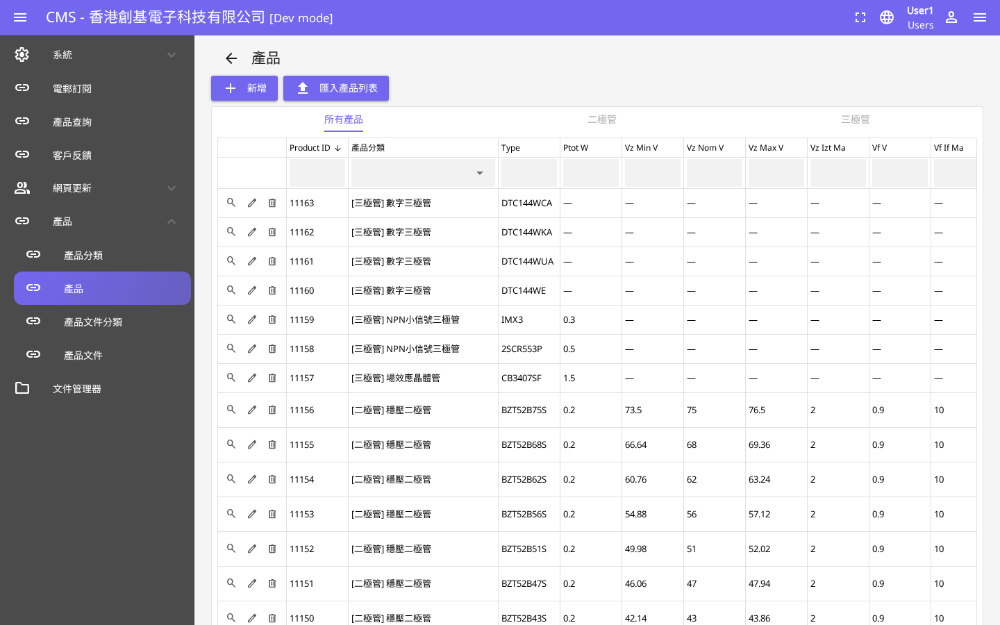 CMS - 香港創基電子科技有限公司 [Dev mode]
User1
Users
系統
電郵訂閱
產品查詢
客戶反饋
網頁更新
產品
產品分類
產品
產品文件分類
產品文件
文件管理器
產品
新增
匯入產品列表
所有產品 二極管 三極管
Product ID 產品分類 Type Ptot W Vz Min V Vz Nom V Vz Max V Vz Izt Ma Vf V Vf If Ma
11163 [三極管] 數字三極管 DTC144WCA — — — — — — —
11162 [三極管] 數字三極管 DTC144WKA — — — — — — —
11161 [三極管] 數字三極管 DTC144WUA — — — — — — —
11160 [三極管] 數字三極管 DTC144WE — — — — — — —
11159 [三極管] NPN小信號三極管 IMX3 0.3 — — — — — —
11158 [三極管] NPN小信號三極管 2SCR553P 0.5 — — — — — —
11157 [三極管] 場效應晶體管 CB3407SF 1.5 — — — — — —
11156 [二極管] 穩壓二極管 BZT52B75S 0.2 73.5 75 76.5 2 0.9 10
11155 [二極管] 穩壓二極管 BZT52B68S 0.2 66.64 68 69.36 2 0.9 10
11154 [二極管] 穩壓二極管 BZT52B62S 0.2 60.76 62 63.24 2 0.9 10
11153 [二極管] 穩壓二極管 BZT52B56S 0.2 54.88 56 57.12 2 0.9 10
11152 [二極管] 穩壓二極管 BZT52B51S 0.2 49.98 51 52.02 2 0.9 10
11151 [二極管] 穩壓二極管 BZT52B47S 0.2 46.06 47 47.94 2 0.9 10
11150 [二極管] 穩壓二極管 BZT52B43S 0.2 42.14 43 43.86 2 0.9 10